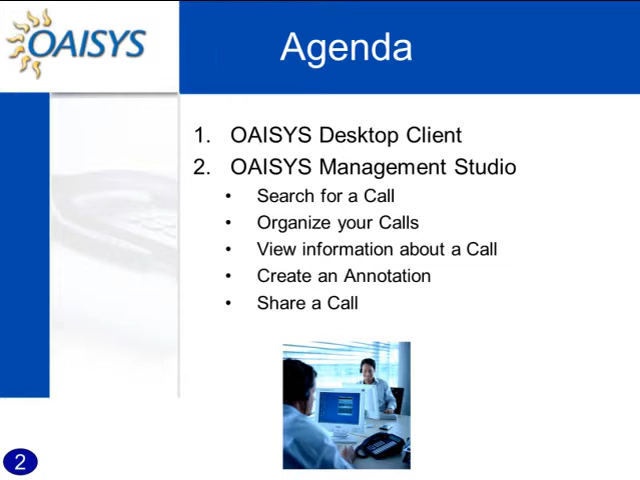 OAISYS
Agenda
1. OAISYS Desktop Client
2. OAISYS Management Studio
• Search for a Call
• Organize your Calls
• View information about a Call
• Create an Annotation
• Share a Call
2